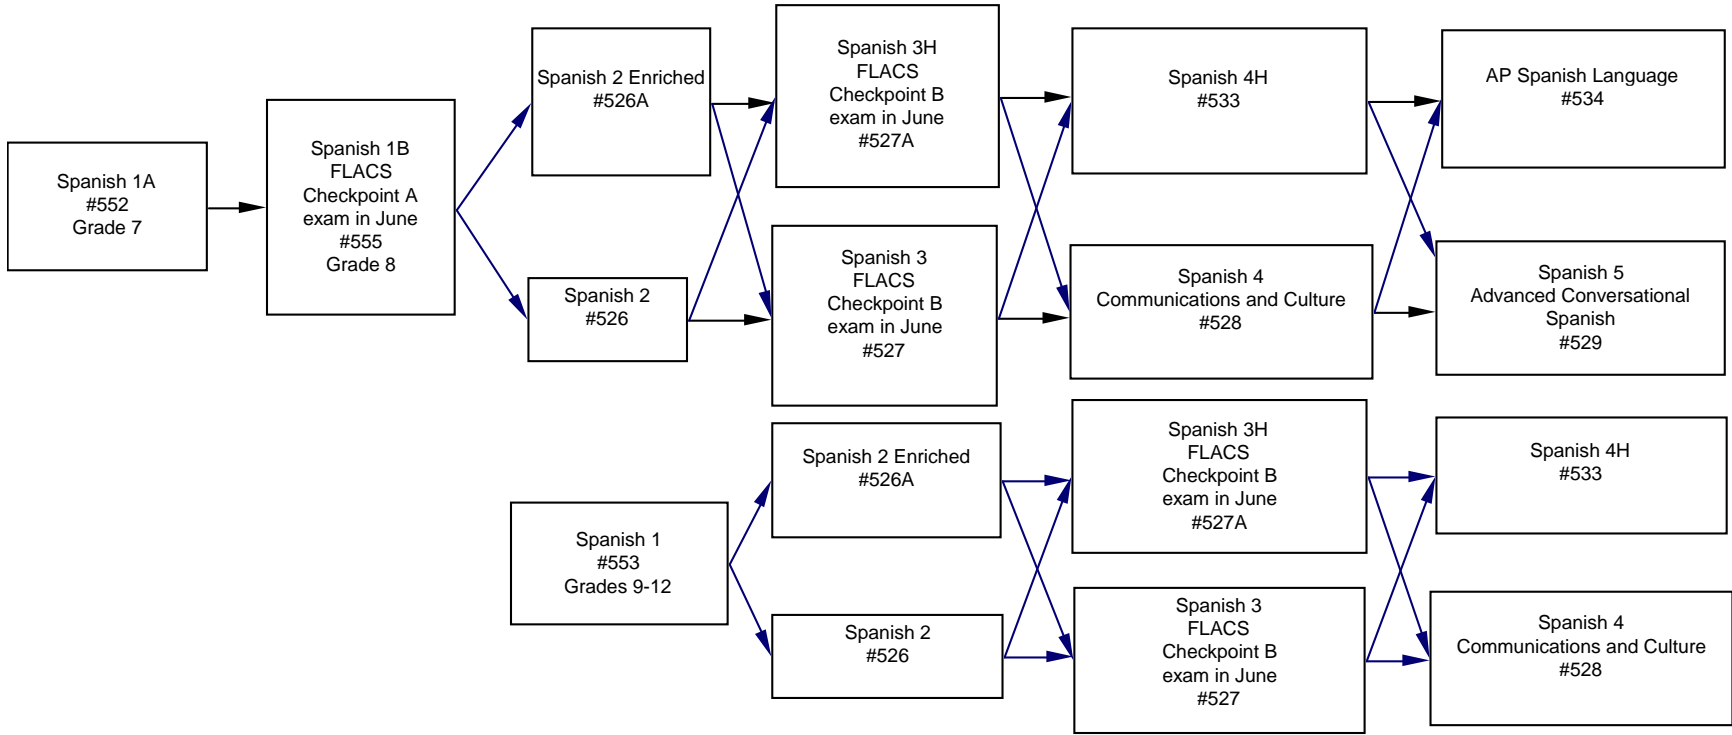 Spanish 1A
#552
Grade 7
Spanish 1B
FLACS
Checkpoint A
exam in June
#555
Grade 8
Spanish 2 Enriched
#526A
Spanish 2
#526
Spanish 3H
FLACS
Checkpoint B
exam in June
#527A
Spanish 3
FLACS
Checkpoint B
exam in June
#527
Spanish 4H
#533
Spanish 4
Communications and Culture
#528
AP Spanish Language
#534
Spanish 5
Advanced Conversational
Spanish
#529
Spanish 1
#553
Grades 9-12
Spanish 2 Enriched
#526A
Spanish 2
#526
Spanish 3H
FLACS
Checkpoint B
exam in June
#527A
Spanish 3
FLACS
Checkpoint B
exam in June
#527
Spanish 4H
#533
Spanish 4
Communications and Culture
#528